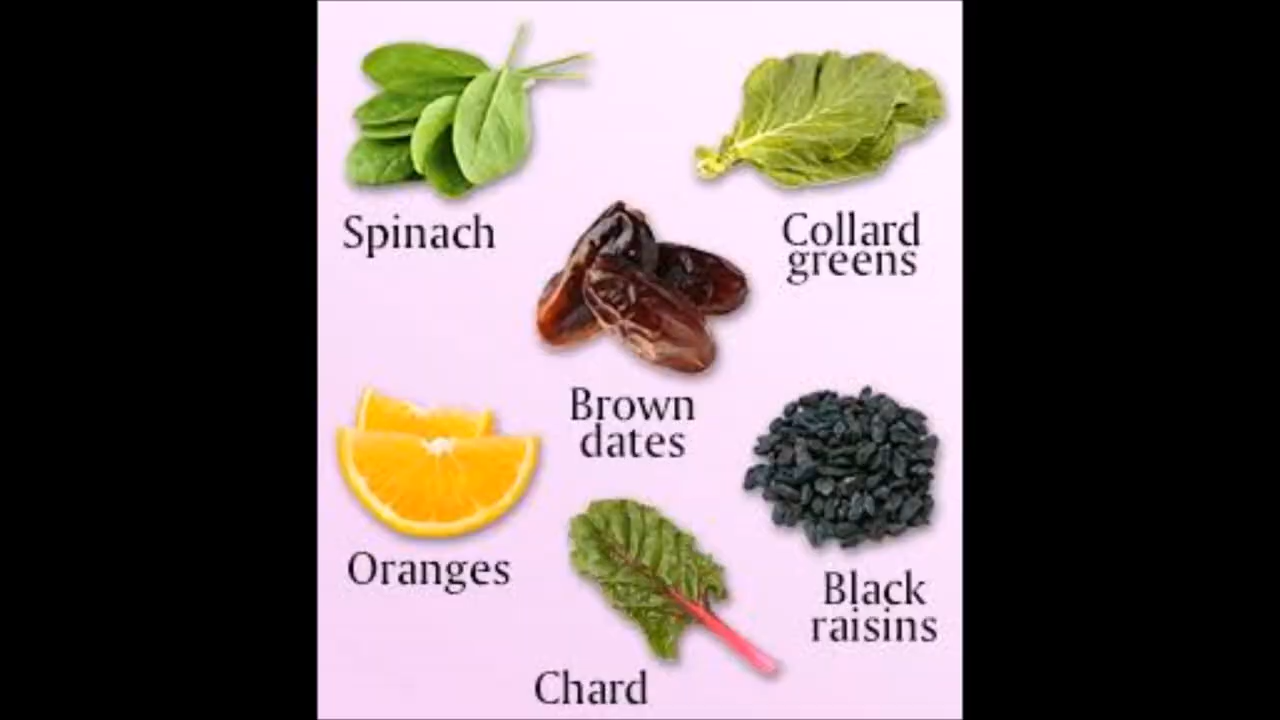 Spinach
Collard
greens
Brown
dates
Oranges
Black
raisins
Chard